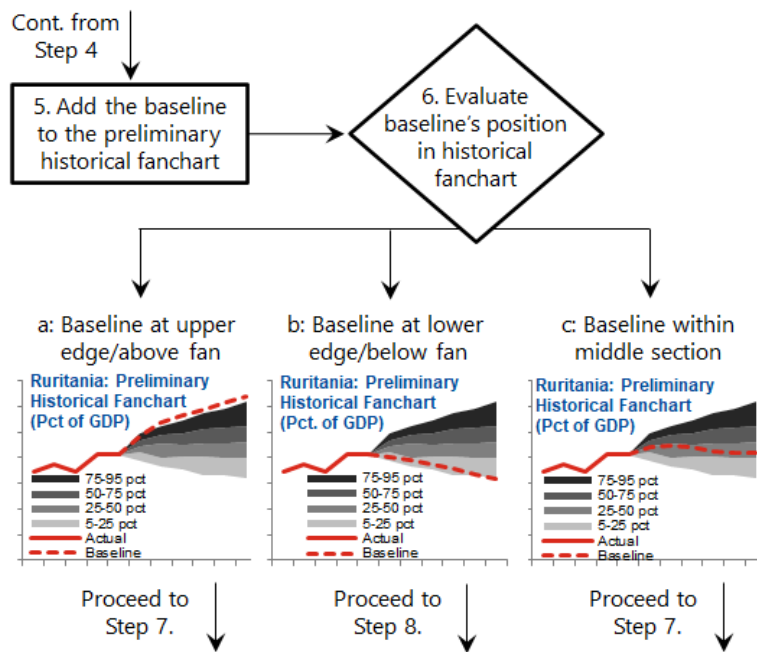 Cont. from
Step 4
5. Add the baseline
to the preliminary
historical fanchart
6. Evaluate
baseline's position
in historical
fanchart
a: Baseline at upper
edge/above fan
Ruritania: Preliminary
Historical Fanchart
(Pct of GDP)
75-95 pct
50-75 pct
25-50 pct
5-25 pct
Actual
Baseline
Proceed to
Step 7.
b: Baseline at lower
edge/below fan
Ruritania: Preliminary
Historical Fanchart
(Pct. of GDP)
75-95 pct
50-75 pct
25-50 pct
5-25 pct
Actual
Baseline
Proceed to
Step 8.
c: Baseline within
middle section
Ruritania: Preliminary
Historical Fanchart
(Pct of GDP)
75-95 pct
50-75 pct
25-50 pct
5-25 pct
Actual
Baseline
Proceed to
Step 7.